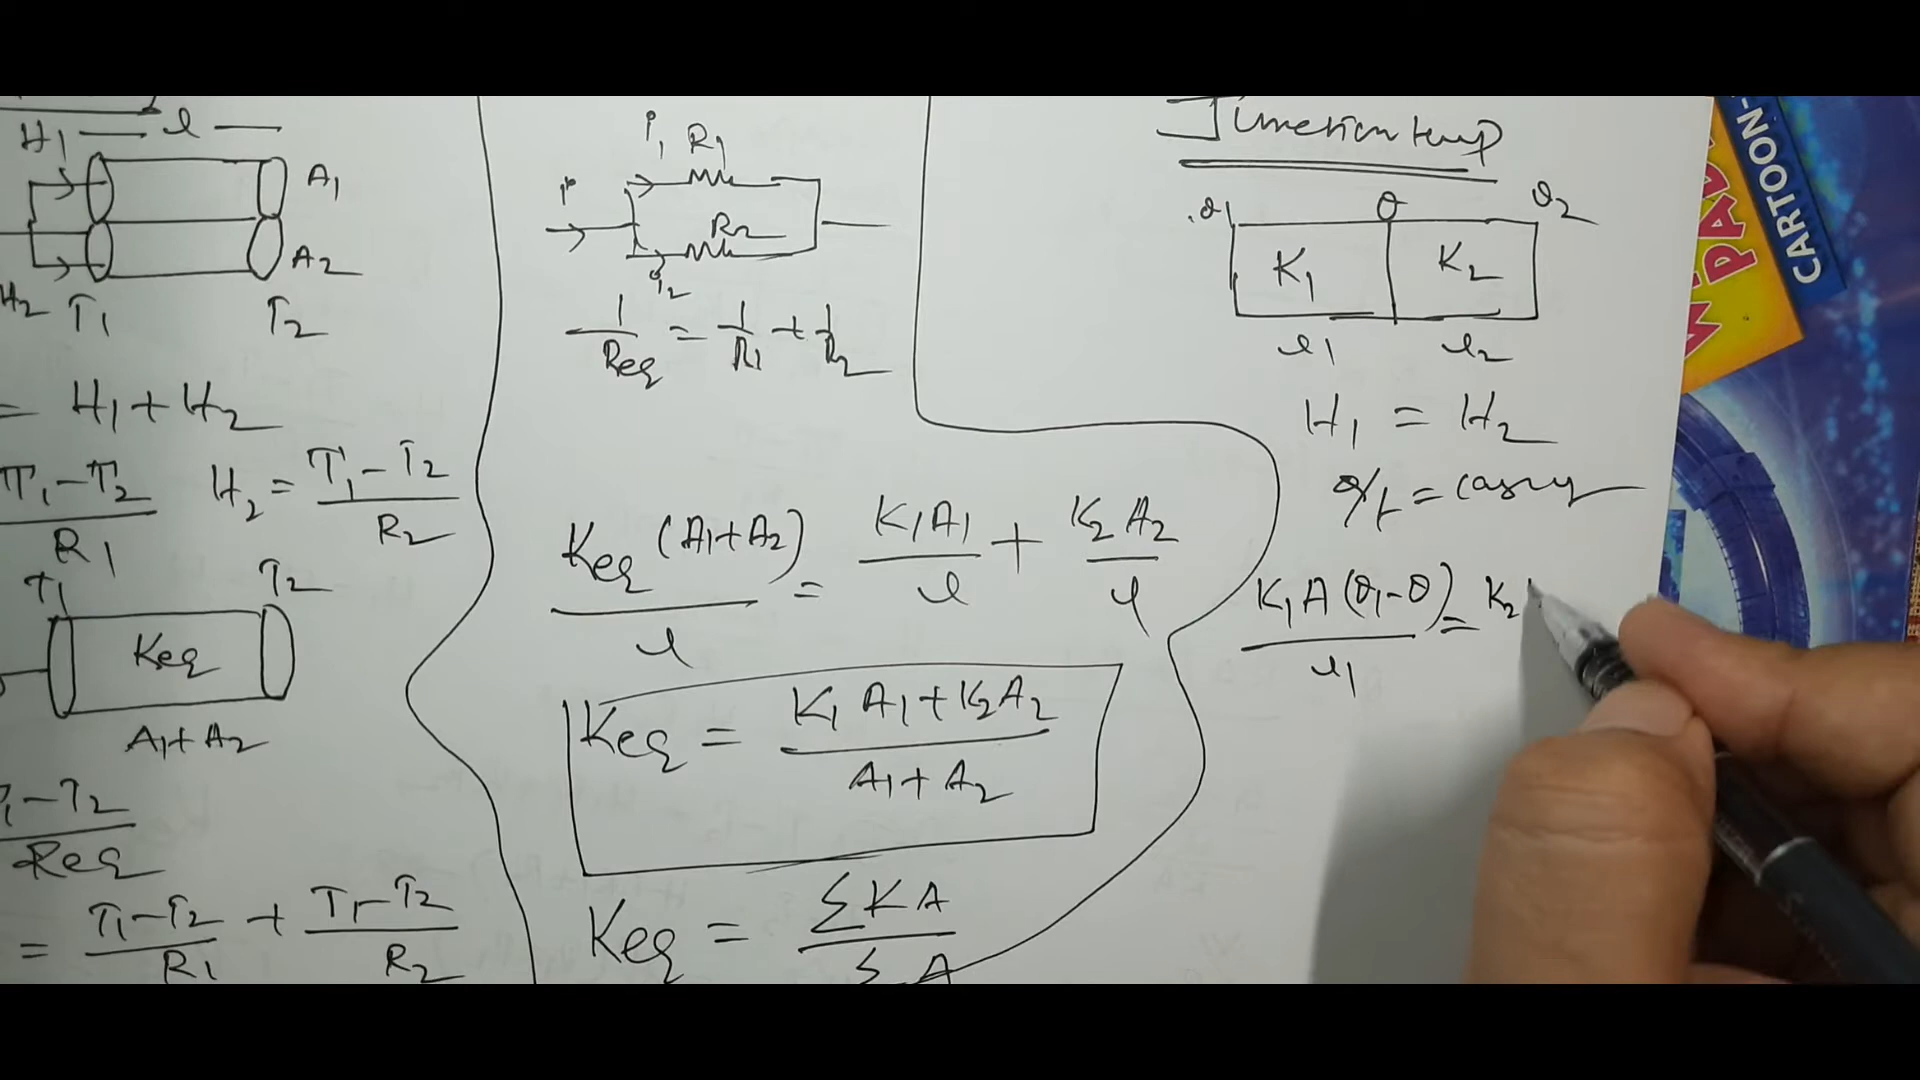 H₁ l
A₁
A₂
H₂ T₁ T₂
= H₁ + H₂
T₁-T₂/R₁ H₂ = T₁-T₂/R₂
T₁ T₂
Keq
A₁+A₂
T₁-T₂/Req
= T₁-T₂/R₁ + T₁-T₂/R₂
i₁ R₁
i
R₂
i₂
1/Req = 1/R₁ + 1/R₂
Keq (A₁+A₂)/l = K₁A₁/l + K₂A₂/l
Keq = K₁A₁+K₂A₂/A₁+A₂
Keq = ΣKA/ΣA
Junction temp
θ₁ θ θ₂
K₁ K₂
l₁ l₂
H₁ = H₂
K₁A(θ₁-θ)/l₁ = K₂
CARTOON-